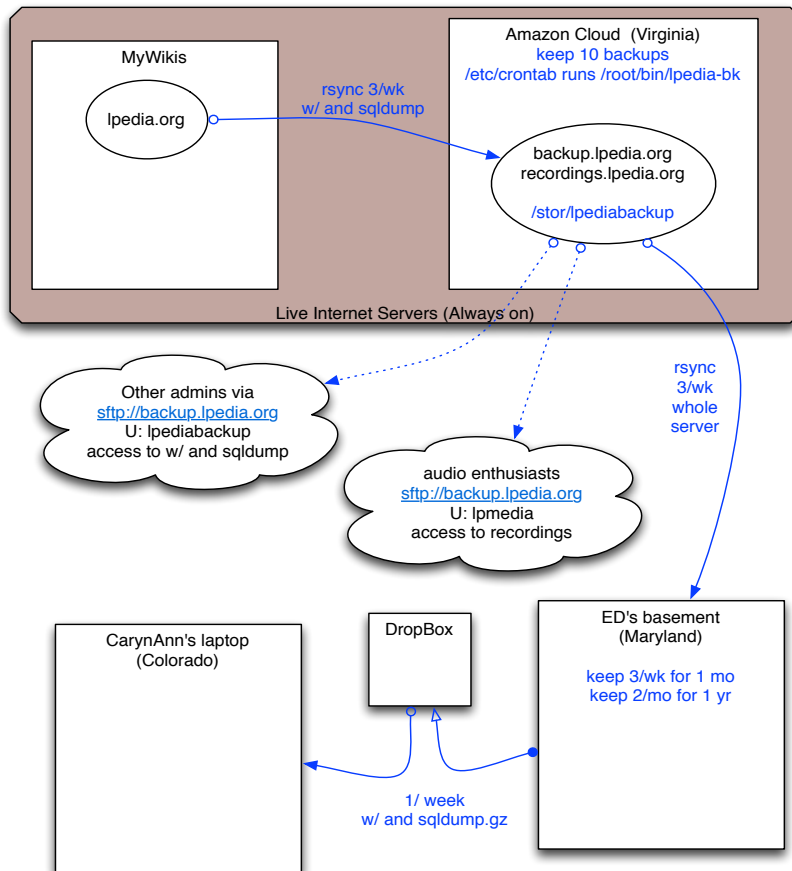 MyWikis
lpedia.org
rsync 3/wk
w/ and sqldump
Amazon Cloud (Virginia)
keep 10 backups
/etc/crontab runs /root/bin/lpedia-bk
backup.lpedia.org
recordings.lpedia.org
/stor/lpediabackup
Live Internet Servers (Always on)
Other admins via
sftp://backup.lpedia.org
U: lpediabackup
access to w/ and sqldump
audio enthusiasts
sftp://backup.lpedia.org
U: lpmedia
access to recordings
rsync
3/wk
whole
server
CarynAnn's laptop
(Colorado)
DropBox
1/ week
w/ and sqldump.gz
ED's basement
(Maryland)
keep 3/wk for 1 mo
keep 2/mo for 1 yr